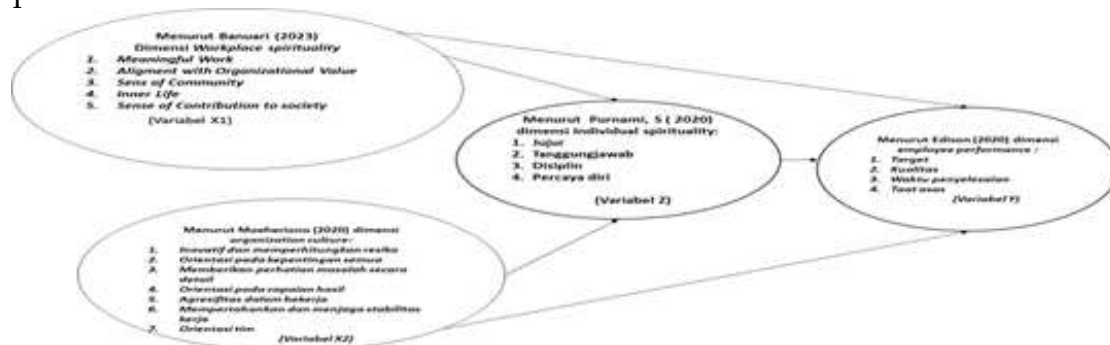 Menurut Banuari (2023)
Dimensi Workplace spirituality
1. Meaningful Work
2. Aligment with Organizational Value
3. Sens of Community
4. Inner Life
5. Sense of Contribution to society
(Variabel X1)
Menurut Purnami, S ( 2020)
dimensi Individual spirituality:
1. Jujur
2. Tanggungjawab
3. Disiplin
4. Percaya diri
(Variabel Z)
Menurut Edison (2020) dimensi
employee performance :
1. Target
2. Kualitas
3. Waktu penyelesaian
4. Taat asas
(Variabel Y)
Menurut Moeheriono (2020) dimensi
organization culture:
1. Inovatif dan memperhitungkan resiko
2. Orientasi pada kepentingan semua
3. Memberikan perhatian masalah secara
detail
4. Orientasi pada capaian hasil
5. Agresifitas dalam bekerja
6. Mempertahankan dan menjaga stabilitas
kerja
7. Orientasi tim
(Variabel X2)